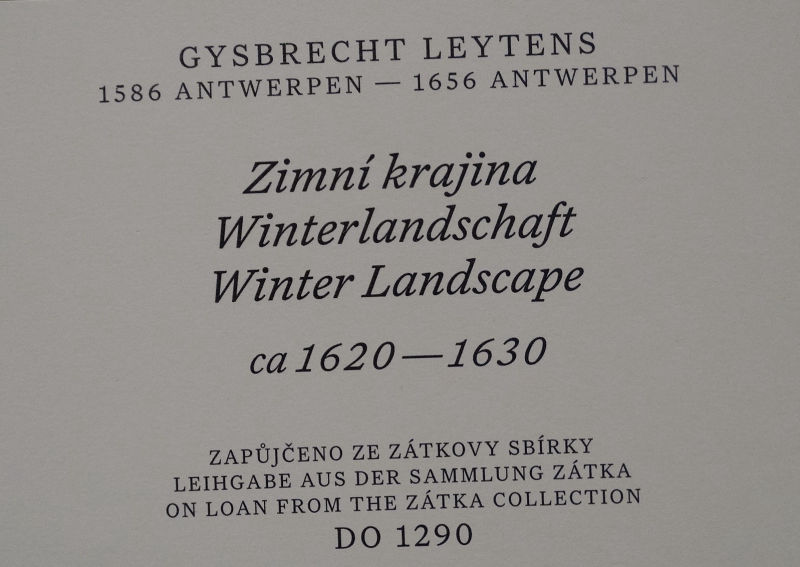 GYSBRECHT LEYTENS
1586 ANTWERPEN — 1656 ANTWERPEN
Zimní krajina
Winterlandschaft
Winter Landscape
ca 1620—1630
ZAPŮJČENO ZE ZÁTKOVY SBÍRKY
LEIHGABE AUS DER SAMMLUNG ZÁTKA
ON LOAN FROM THE ZÁTKA COLLECTION
DO 1290